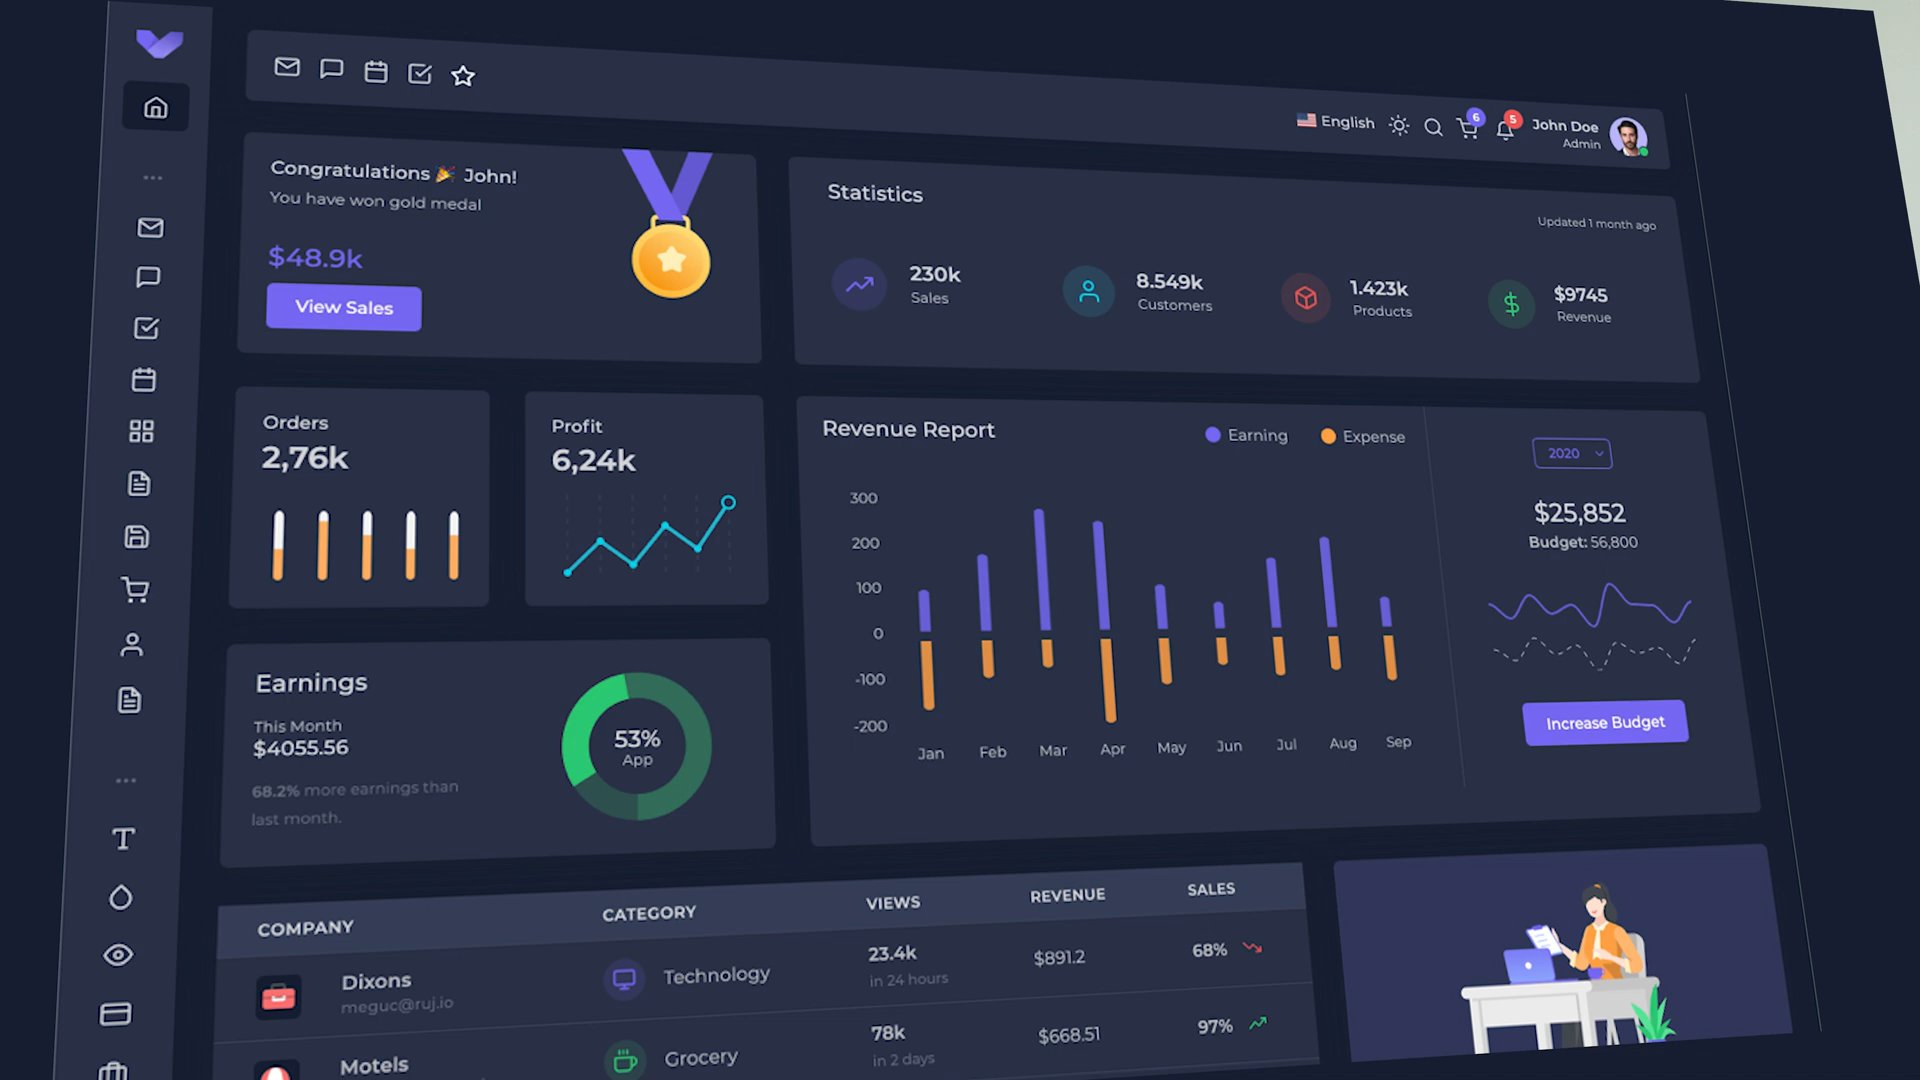 English
6
5
John Doe
Admin
Congratulations 🎉 John!
You have won gold medal
$48.9k
View Sales
Statistics
Updated 1 month ago
230k
Sales
8.549k
Customers
1.423k
Products
$9745
Revenue
Orders
2,76k
Profit
6,24k
Revenue Report
Earning
Expense
300
200
100
0
-100
-200
Jan Feb Mar Apr May Jun Jul Aug Sep
2020
$25,852
Budget: 56,800
Increase Budget
Earnings
This Month
$4055.56
68.2% more earnings than
last month.
53%
App
COMPANY CATEGORY VIEWS REVENUE SALES
Dixons
meguc@ruj.io
Technology
23.4k
in 24 hours
$891.2
68%
Motels
Grocery
78k
in 2 days
$668.51
97%
T